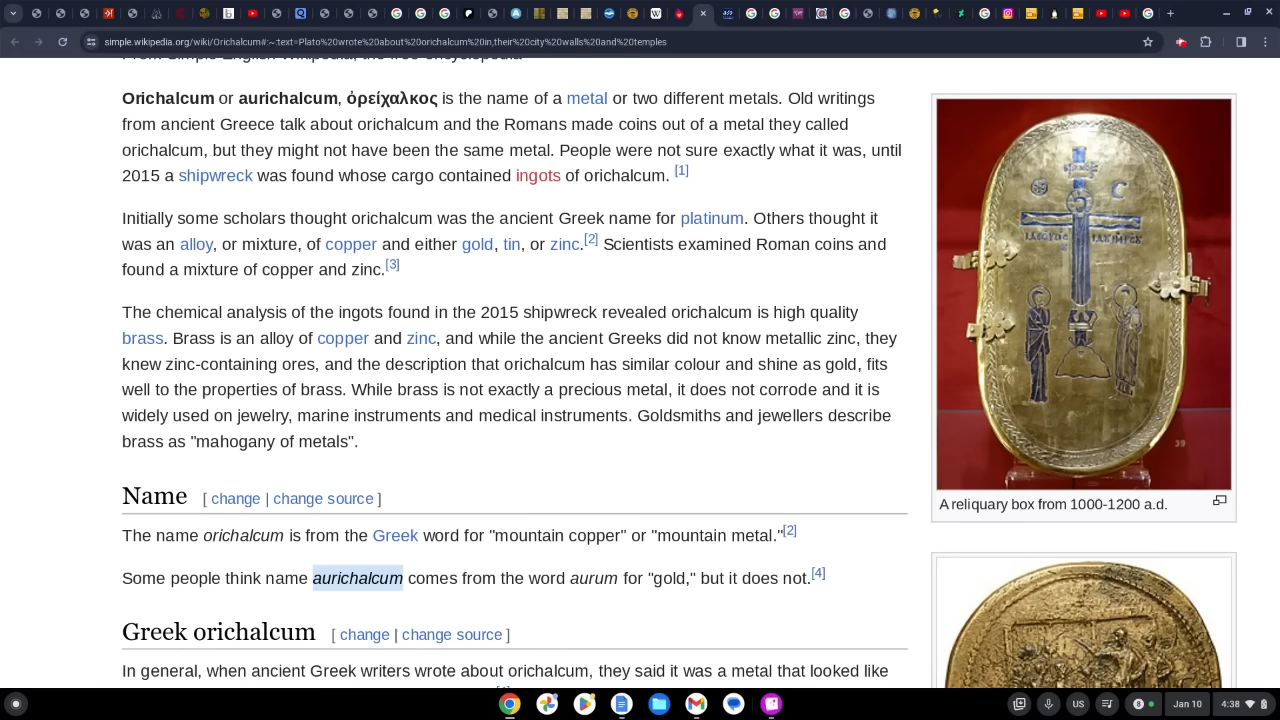 simple.wikipedia.org/wiki/Orichalcum#:~:text=Plato%20wrote%20about%20orichalcum%20in,their%20city%20walls%20and%20temples
From Simple English Wikipedia, the free encyclopedia
Orichalcum or aurichalcum, ὀρείχαλκος is the name of a metal or two different metals. Old writings
from ancient Greece talk about orichalcum and the Romans made coins out of a metal they called
orichalcum, but they might not have been the same metal. People were not sure exactly what it was, until
2015 a shipwreck was found whose cargo contained ingots of orichalcum. [1]
Initially some scholars thought orichalcum was the ancient Greek name for platinum. Others thought it
was an alloy, or mixture, of copper and either gold, tin, or zinc.[2] Scientists examined Roman coins and
found a mixture of copper and zinc.[3]
The chemical analysis of the ingots found in the 2015 shipwreck revealed orichalcum is high quality
brass. Brass is an alloy of copper and zinc, and while the ancient Greeks did not know metallic zinc, they
knew zinc-containing ores, and the description that orichalcum has similar colour and shine as gold, fits
well to the properties of brass. While brass is not exactly a precious metal, it does not corrode and it is
widely used on jewelry, marine instruments and medical instruments. Goldsmiths and jewellers describe
brass as "mahogany of metals".
Name [ change | change source ]
The name orichalcum is from the Greek word for "mountain copper" or "mountain metal."[2]
Some people think name aurichalcum comes from the word aurum for "gold," but it does not.[4]
Greek orichalcum [ change | change source ]
In general, when ancient Greek writers wrote about orichalcum, they said it was a metal that looked like
39
A reliquary box from 1000-1200 a.d.
US
8
Jan 10
4:38